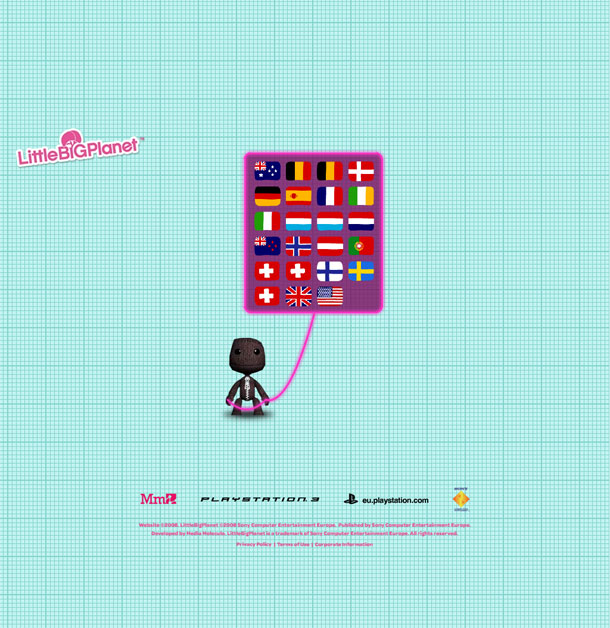 LittleBIGPlanet™
MmR
PLAYSTATION 3
eu.playstation.com
Website ©2008. LittleBigPlanet ©2008 Sony Computer Entertainment Europe. Published by Sony Computer Entertainment Europe.
Developed by Media Molecule. LittleBigPlanet is a trademark of Sony Computer Entertainment Europe. All rights reserved.
Privacy Policy | Terms of Use | Corporate Information